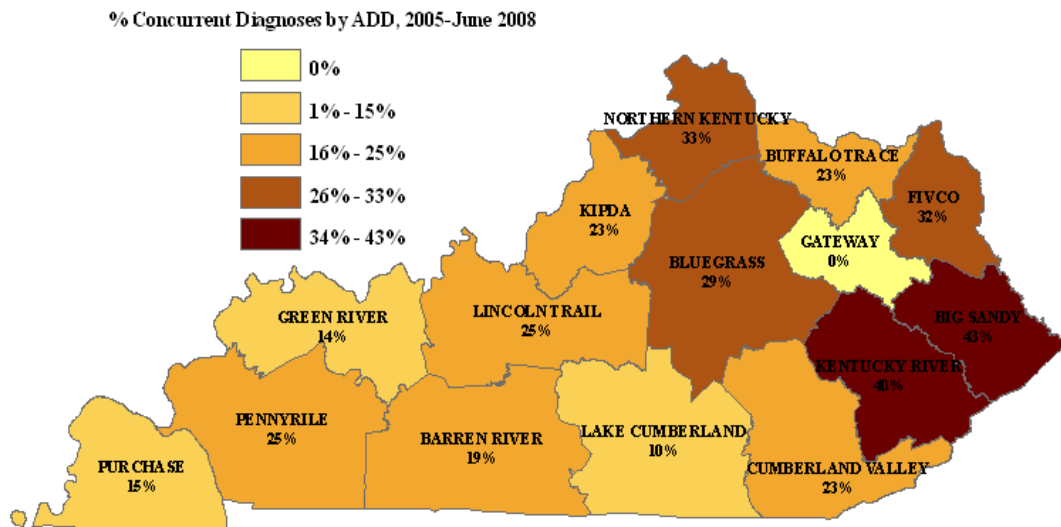 % Concurrent Diagnoses by ADD, 2005-June 2008
0%
1% - 15%
16% - 25%
26% - 33%
34% - 43%
NORTHERN KENTUCKY
33%
BUFFALO TRACE
23%
FIVCO
32%
KIPDA
23%
GATEWAY
0%
BLUEGRASS
29%
LINCOLN TRAIL
25%
GREEN RIVER
14%
BIG SANDY
43%
KENTUCKY RIVER
40%
PENNYRILE
25%
BARREN RIVER
19%
LAKE CUMBERLAND
10%
CUMBERLAND VALLEY
23%
PURCHASE
15%